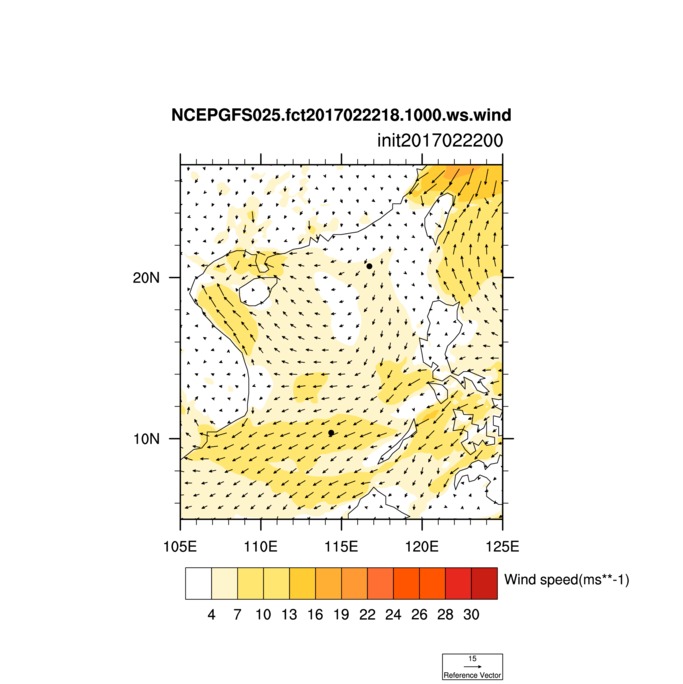 NCEPGFS025.fct2017022218.1000.ws.wind
init2017022200
20N
10N
105E 110E 115E 120E 125E
Wind speed(ms**-1)
4 7 10 13 16 19 22 24 26 28 30
15
Reference Vector